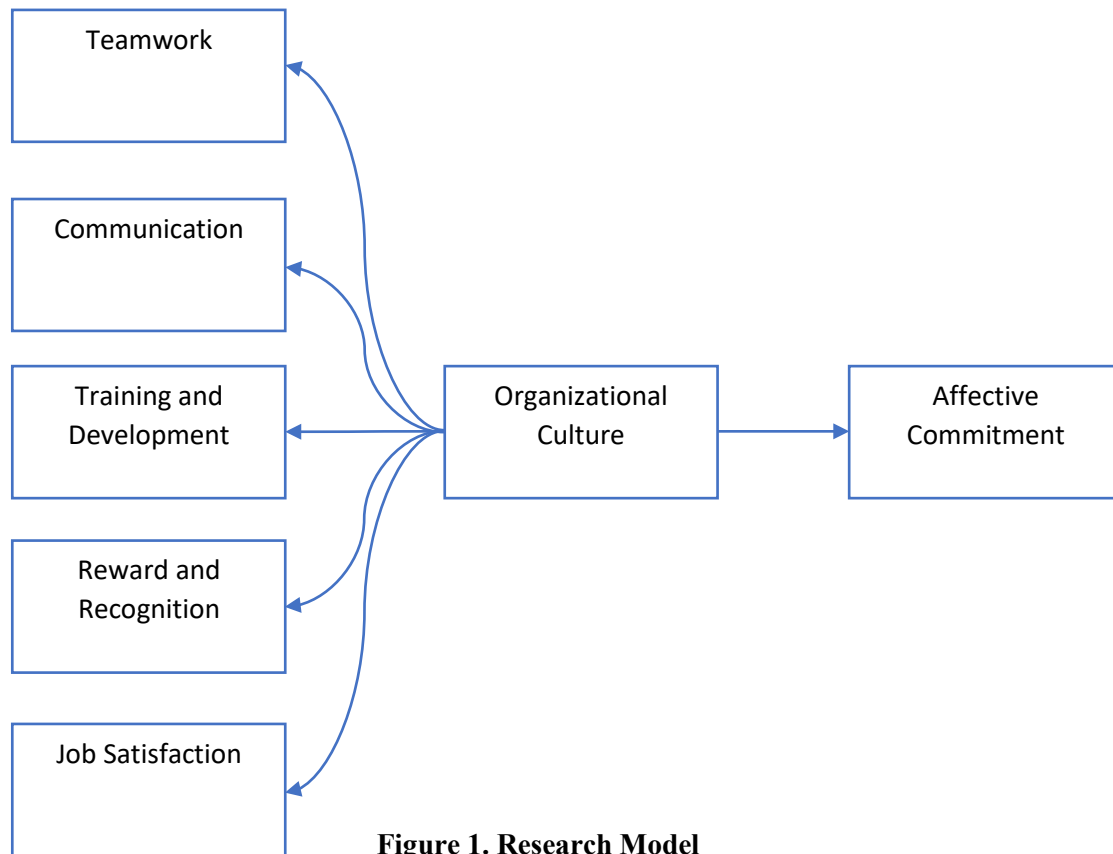 Teamwork
Communication
Training and
Development
Organizational
Culture
Affective
Commitment
Reward and
Recognition
Job Satisfaction
Figure 1. Research Model